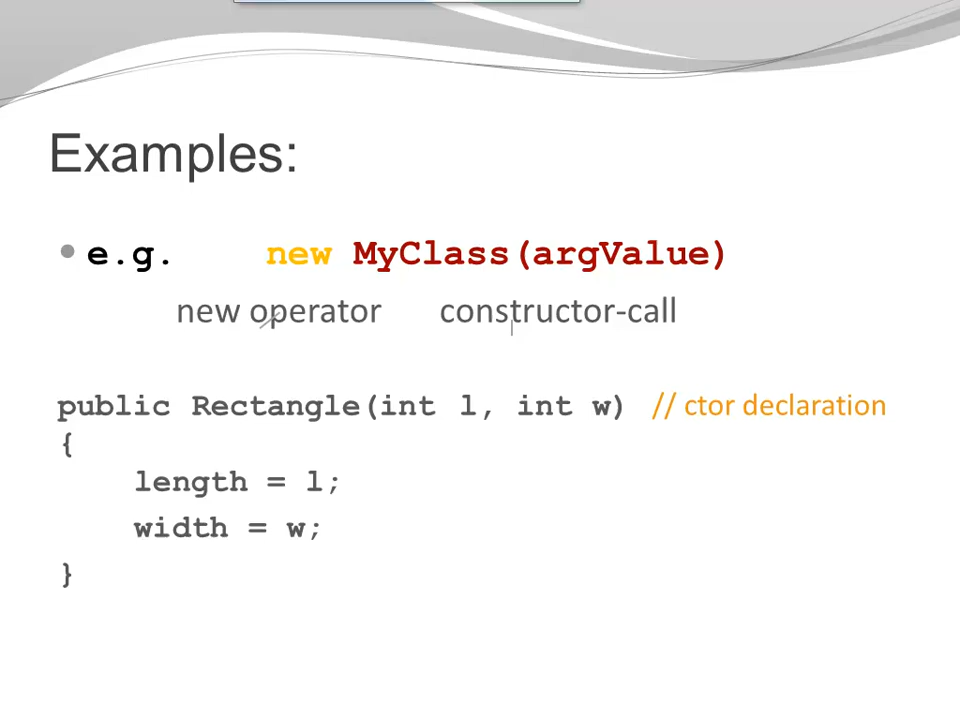 Examples:
e.g. new MyClass(argValue)
new operator constructor-call
public Rectangle(int l, int w) // ctor declaration
{
length = l;
width = w;
}